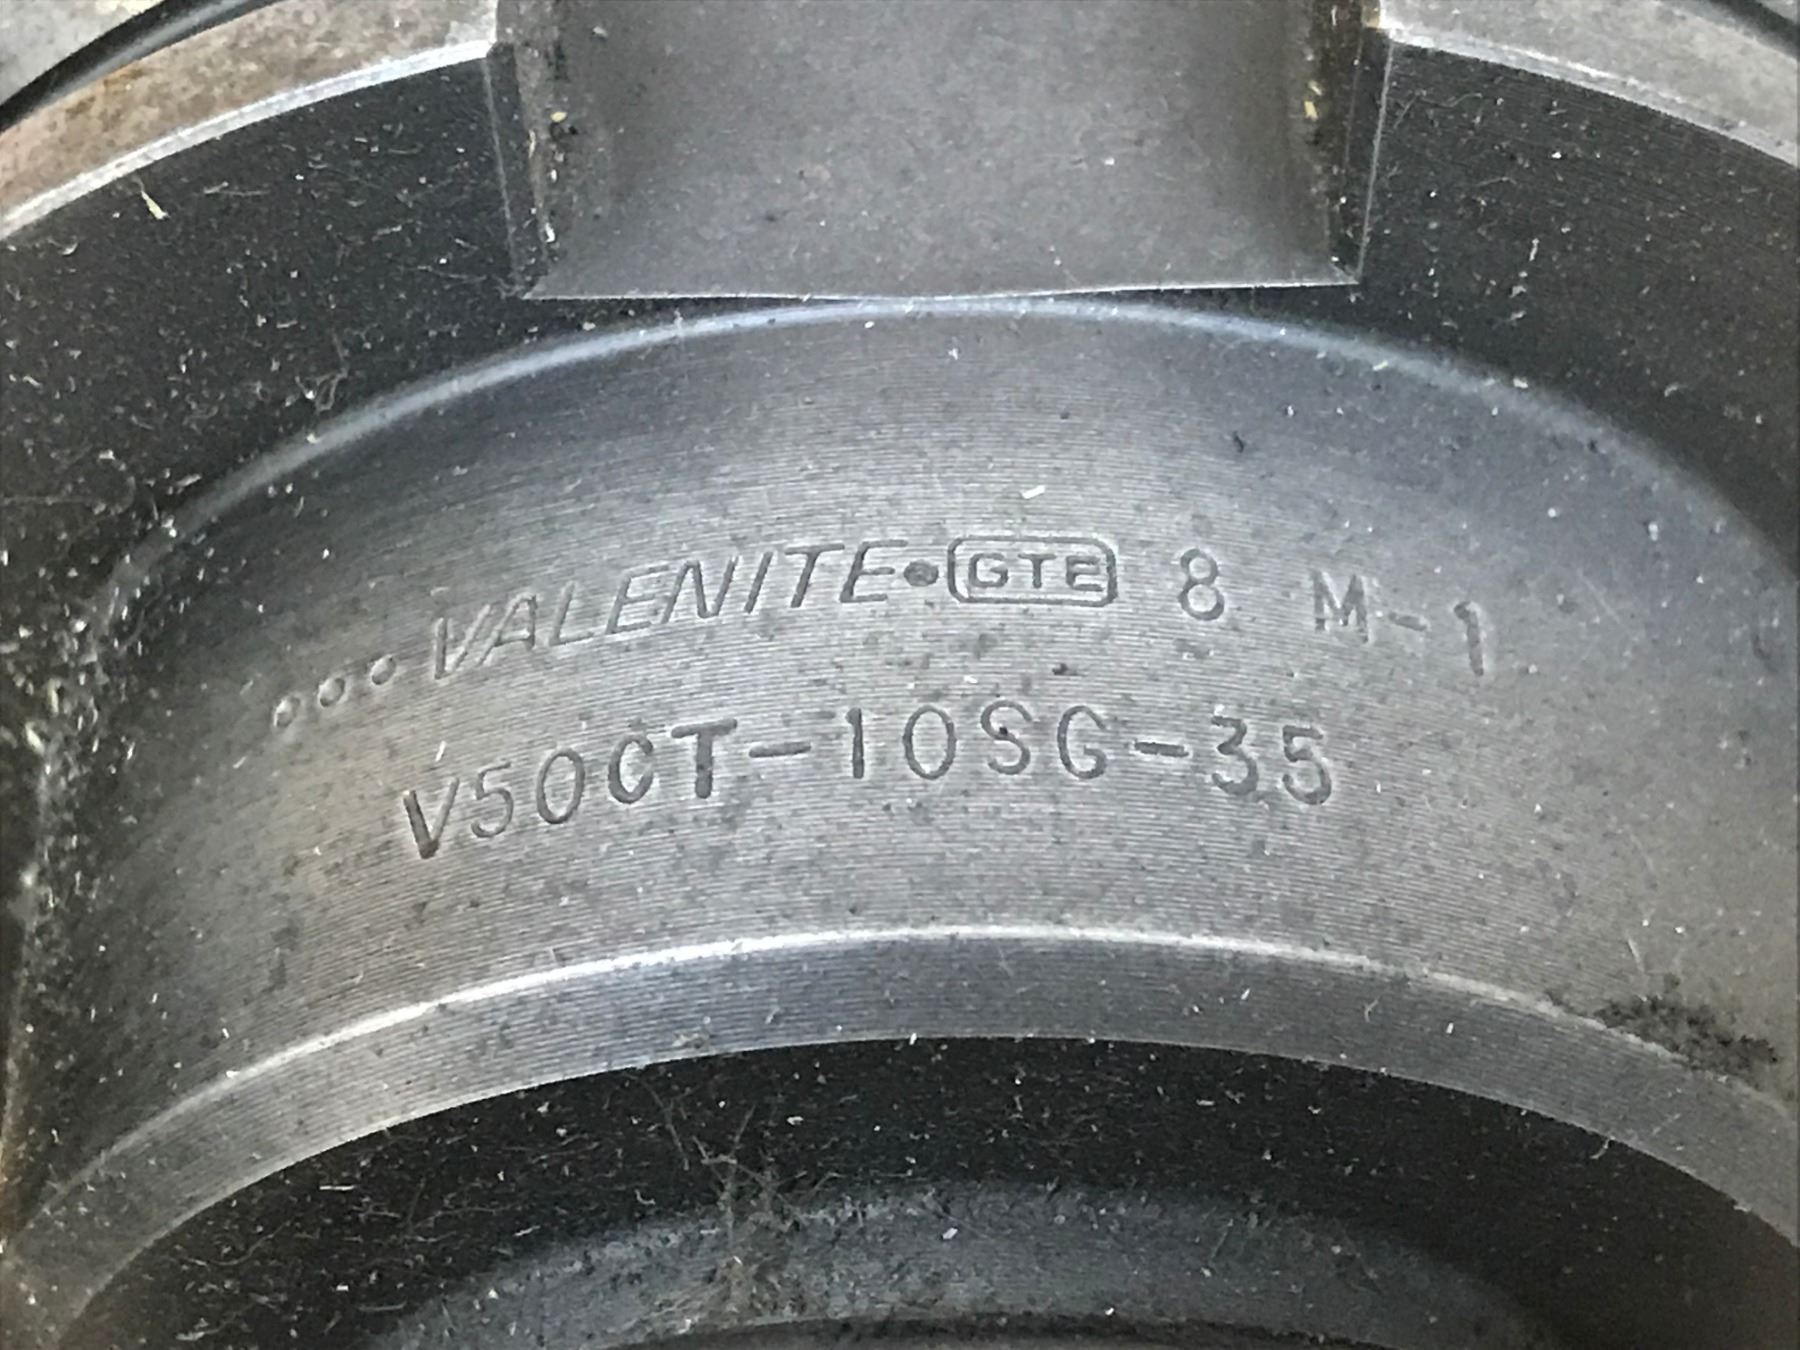 ...VALENITE•GTE 8 M-1
V50CT-10SG-35